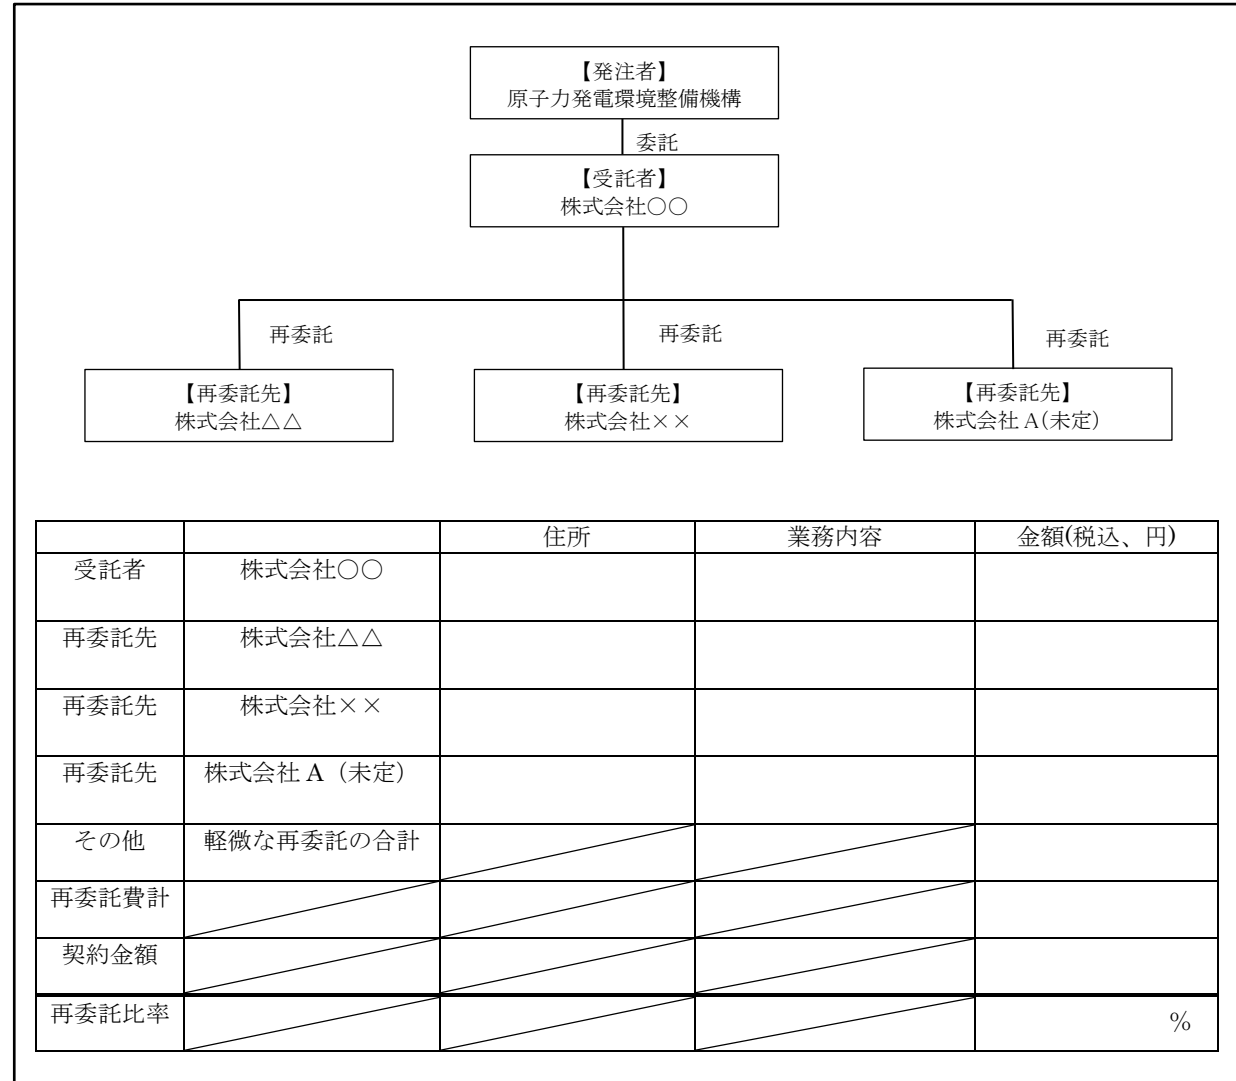 【発注者】
原子力発電環境整備機構
委託
【受託者】
株式会社〇〇
再委託
再委託
再委託
【再委託先】
株式会社△△
【再委託先】
株式会社××
【再委託先】
株式会社A(未定)
住所 業務内容 金額(税込、円)
受託者 株式会社〇〇
再委託先 株式会社△△
再委託先 株式会社××
再委託先 株式会社A（未定）
その他 軽微な再委託の合計
再委託費計
契約金額
再委託比率 %